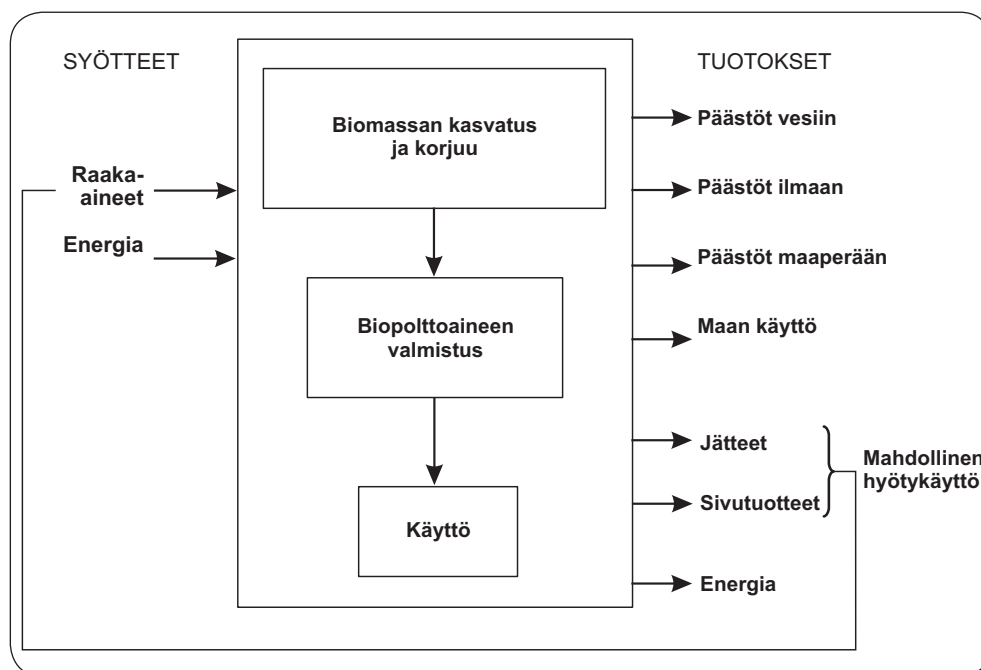 SYÖTTEET
Raaka-
aineet
Energia
Biomassan kasvatus
ja korjuu
Biopolttoaineen
valmistus
Käyttö
TUOTOKSET
Päästöt vesiin
Päästöt ilmaan
Päästöt maaperään
Maan käyttö
Jätteet
Sivutuotteet
Energia
Mahdollinen
hyötykäyttö